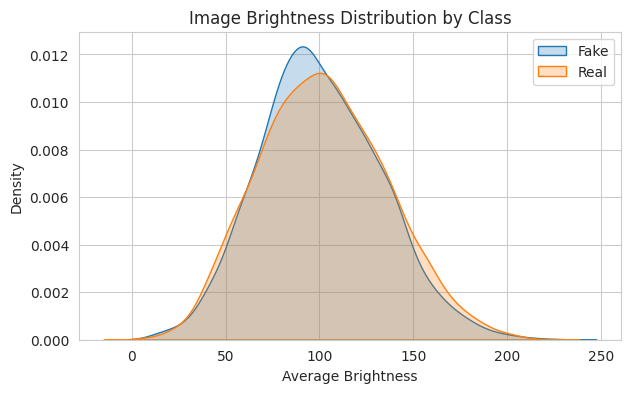 Image Brightness Distribution by Class
Fake
Real
0.012
0.010
0.008
0.006
0.004
0.002
0.000
Density
0
50
100
150
200
250
Average Brightness